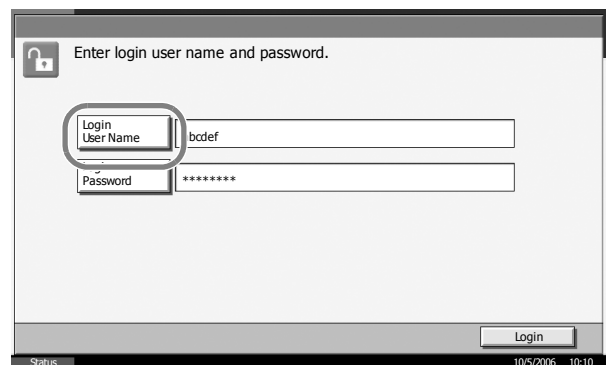 Enter login user name and password.
Login
User Name
bcdef
Password
********
Login
Status
10/5/2006 10:10